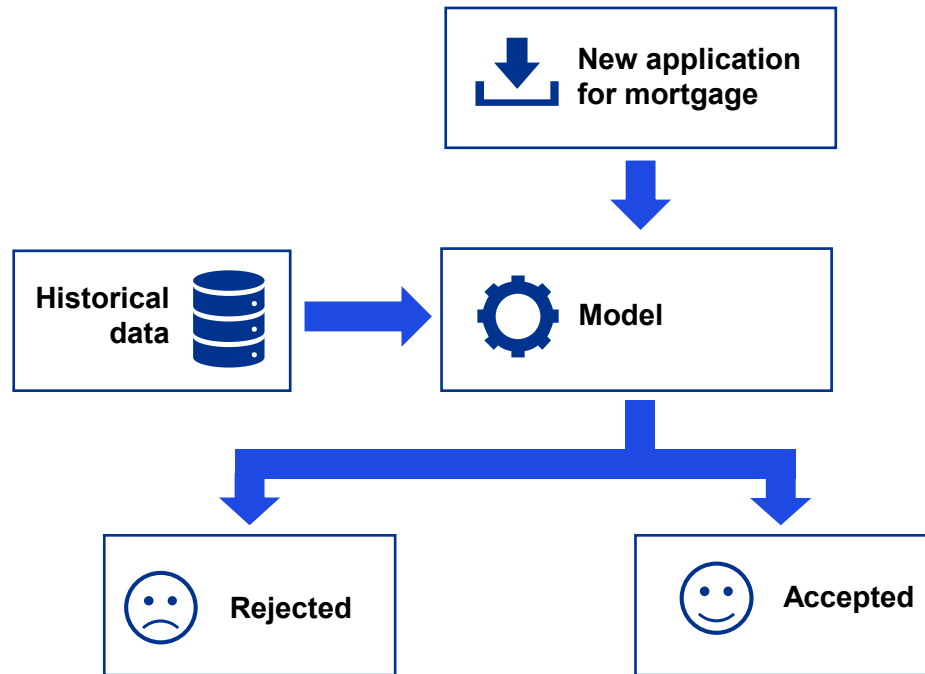 New application
for mortgage
Historical
data
Model
Rejected
Accepted